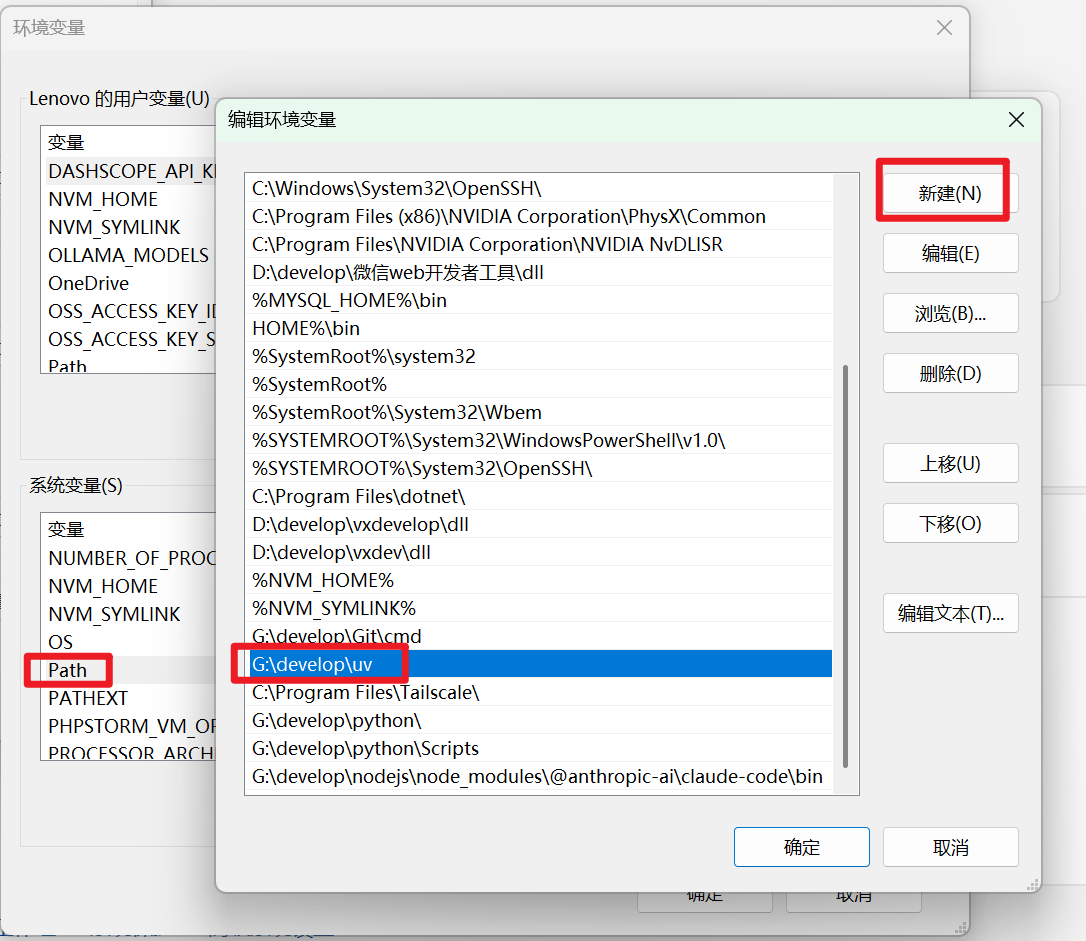 环境变量
Lenovo 的用户变量(U)
变量
DASHSCOPE_API_KE
NVM_HOME
NVM_SYMLINK
OLLAMA_MODELS
OneDrive
OSS_ACCESS_KEY_ID
OSS_ACCESS_KEY_S
Path
系统变量(S)
变量
NUMBER_OF_PROC
NVM_HOME
NVM_SYMLINK
OS
Path
PATHEXT
PHPSTORM_VM_OP
PROCESSOR_ARCH
编辑环境变量
C:\Windows\System32\OpenSSH\
C:\Program Files (x86)\NVIDIA Corporation\PhysX\Common
C:\Program Files\NVIDIA Corporation\NVIDIA NvDLISR
D:\develop\微信web开发者工具\dll
%MYSQL_HOME%\bin
HOME%\bin
%SystemRoot%\system32
%SystemRoot%
%SystemRoot%\System32\Wbem
%SYSTEMROOT%\System32\WindowsPowerShell\v1.0\
%SYSTEMROOT%\System32\OpenSSH\
C:\Program Files\dotnet\
D:\develop\vxdevelop\dll
D:\develop\vxdev\dll
%NVM_HOME%
%NVM_SYMLINK%
G:\develop\Git\cmd
G:\develop\uv
C:\Program Files\Tailscale\
G:\develop\python\
G:\develop\python\Scripts
G:\develop\nodejs\node_modules\@anthropic-ai\claude-code\bin
新建(N)
编辑(E)
浏览(B)...
删除(D)
上移(U)
下移(O)
编辑文本(T)...
确定
取消
确定
取消